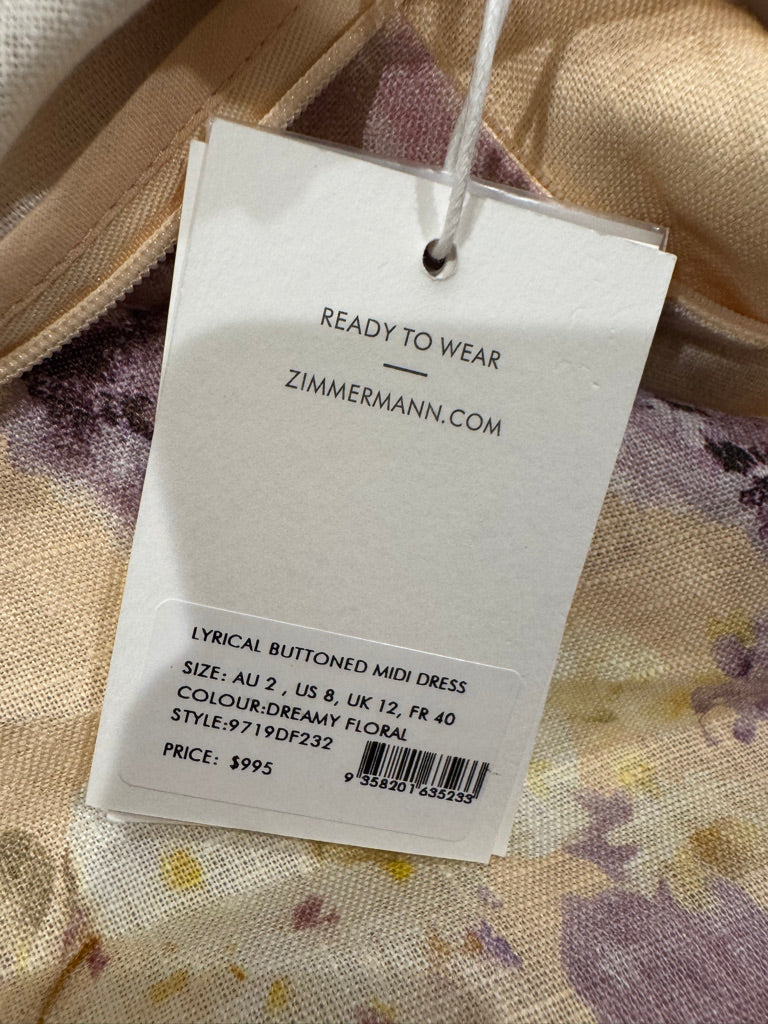 READY TO WEAR
ZIMMERMANN.COM
LYRICAL BUTTONED MIDI DRESS
SIZE: AU 2 , US 8, UK 12, FR 40
COLOUR:DREAMY FLORAL
STYLE:9719DF232
PRICE: $995
9 358201 635233